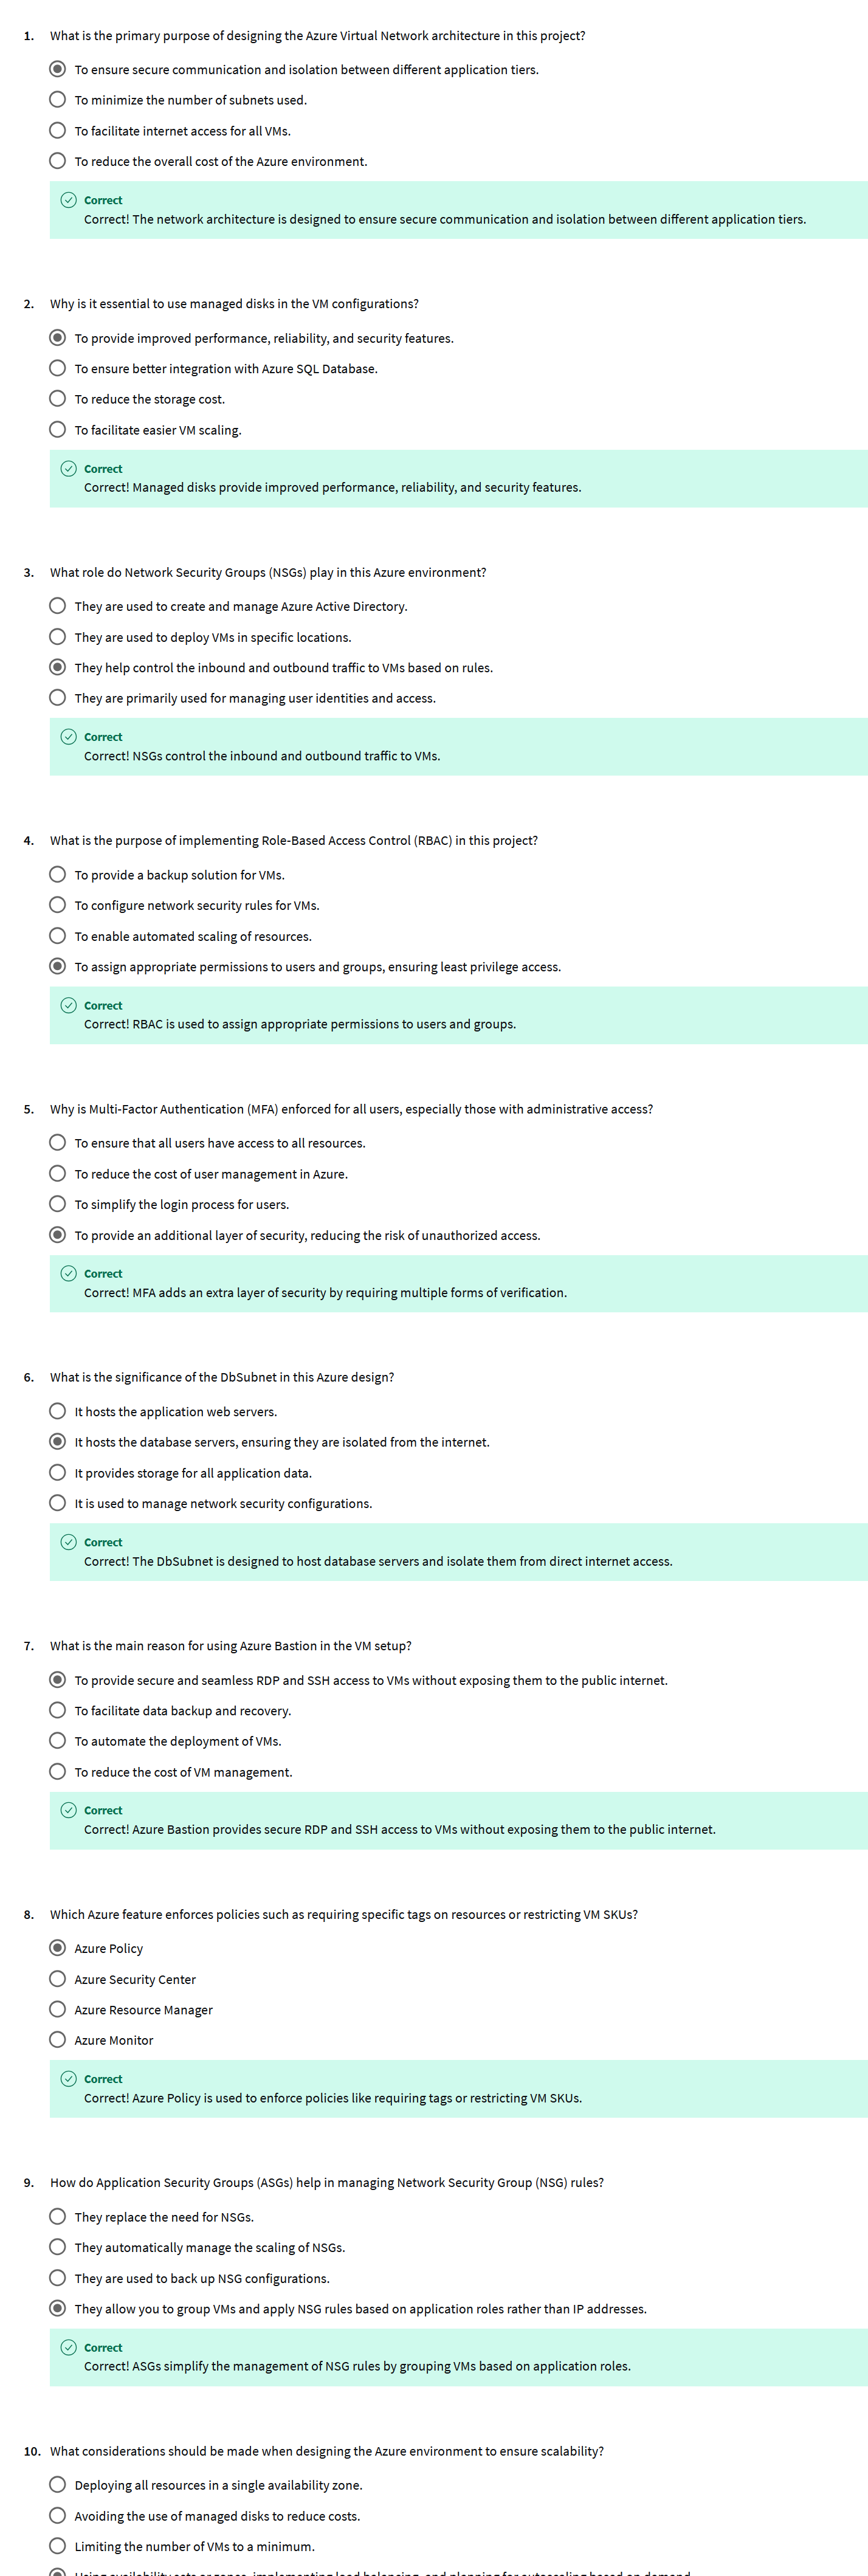 1. What is the primary purpose of designing the Azure Virtual Network architecture in this project?
To ensure secure communication and isolation between different application tiers.
To minimize the number of subnets used.
To facilitate internet access for all VMs.
To reduce the overall cost of the Azure environment.
Correct
Correct! The network architecture is designed to ensure secure communication and isolation between different application tiers.
2. Why is it essential to use managed disks in the VM configurations?
To provide improved performance, reliability, and security features.
To ensure better integration with Azure SQL Database.
To reduce the storage cost.
To facilitate easier VM scaling.
Correct
Correct! Managed disks provide improved performance, reliability, and security features.
3. What role do Network Security Groups (NSGs) play in this Azure environment?
They are used to create and manage Azure Active Directory.
They are used to deploy VMs in specific locations.
They help control the inbound and outbound traffic to VMs based on rules.
They are primarily used for managing user identities and access.
Correct
Correct! NSGs control the inbound and outbound traffic to VMs.
4. What is the purpose of implementing Role-Based Access Control (RBAC) in this project?
To provide a backup solution for VMs.
To configure network security rules for VMs.
To enable automated scaling of resources.
To assign appropriate permissions to users and groups, ensuring least privilege access.
Correct
Correct! RBAC is used to assign appropriate permissions to users and groups.
5. Why is Multi-Factor Authentication (MFA) enforced for all users, especially those with administrative access?
To ensure that all users have access to all resources.
To reduce the cost of user management in Azure.
To simplify the login process for users.
To provide an additional layer of security, reducing the risk of unauthorized access.
Correct
Correct! MFA adds an extra layer of security by requiring multiple forms of verification.
6. What is the significance of the DbSubnet in this Azure design?
It hosts the application web servers.
It hosts the database servers, ensuring they are isolated from the internet.
It provides storage for all application data.
It is used to manage network security configurations.
Correct
Correct! The DbSubnet is designed to host database servers and isolate them from direct internet access.
7. What is the main reason for using Azure Bastion in the VM setup?
To provide secure and seamless RDP and SSH access to VMs without exposing them to the public internet.
To facilitate data backup and recovery.
To automate the deployment of VMs.
To reduce the cost of VM management.
Correct
Correct! Azure Bastion provides secure RDP and SSH access to VMs without exposing them to the public internet.
8. Which Azure feature enforces policies such as requiring specific tags on resources or restricting VM SKUs?
Azure Policy
Azure Security Center
Azure Resource Manager
Azure Monitor
Correct
Correct! Azure Policy is used to enforce policies like requiring tags or restricting VM SKUs.
9. How do Application Security Groups (ASGs) help in managing Network Security Group (NSG) rules?
They replace the need for NSGs.
They automatically manage the scaling of NSGs.
They are used to back up NSG configurations.
They allow you to group VMs and apply NSG rules based on application roles rather than IP addresses.
Correct
Correct! ASGs simplify the management of NSG rules by grouping VMs based on application roles.
10. What considerations should be made when designing the Azure environment to ensure scalability?
Deploying all resources in a single availability zone.
Avoiding the use of managed disks to reduce costs.
Limiting the number of VMs to a minimum.